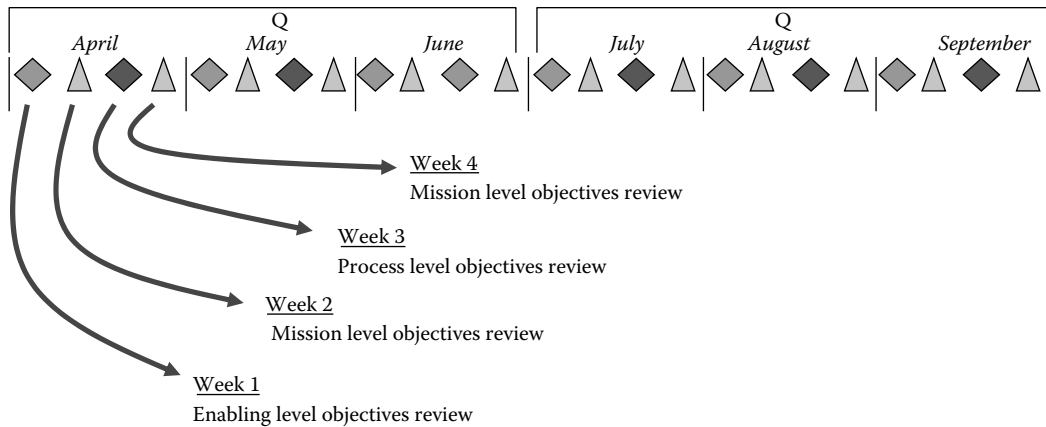 Q
Q
April
May
June
July
August
September
Week 4
Mission level objectives review
Week 3
Process level objectives review
Week 2
Mission level objectives review
Week 1
Enabling level objectives review